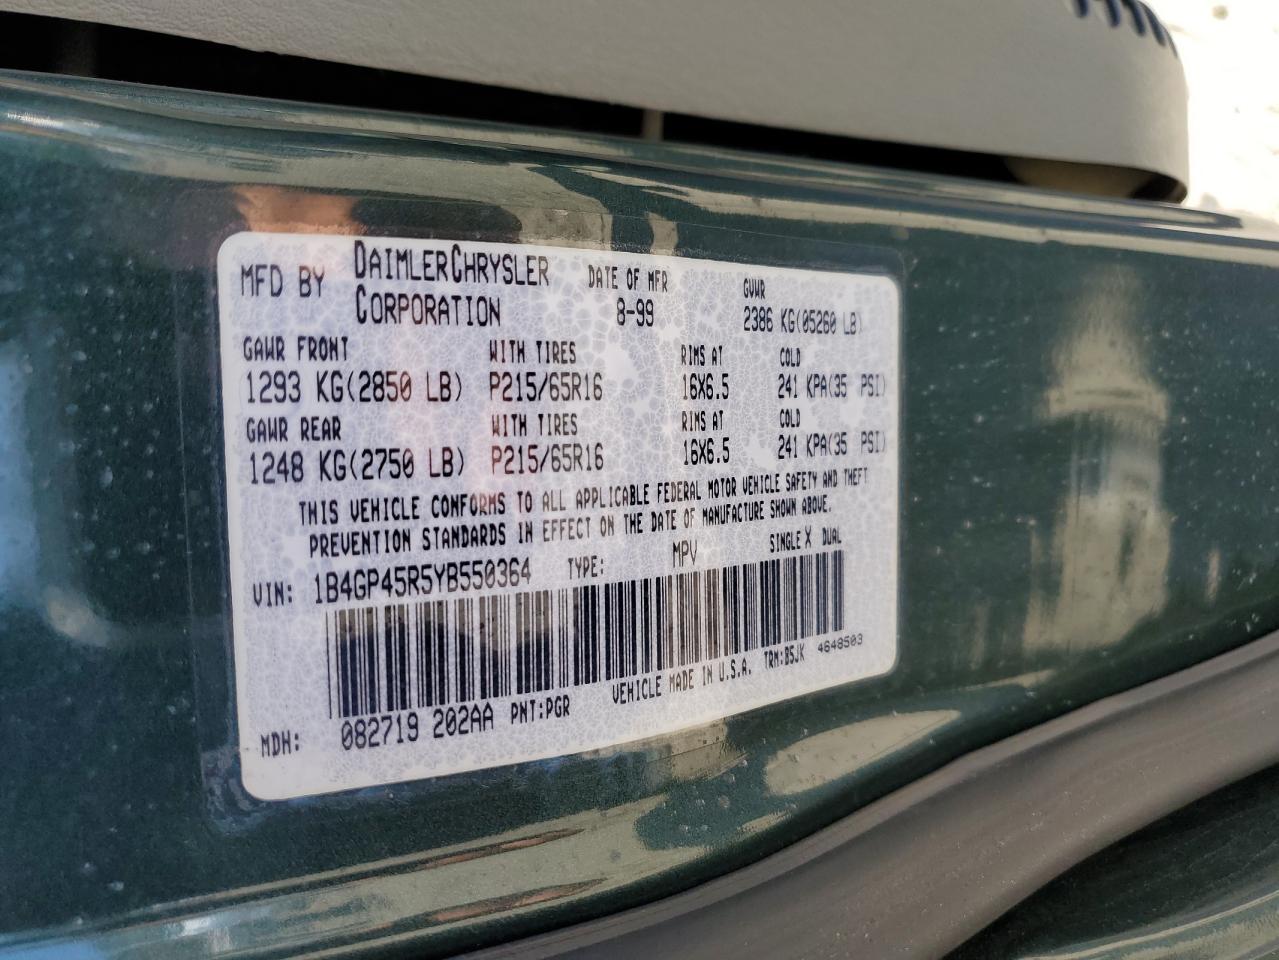 MFD BY DAIMLERCHRYSLER CORPORATION DATE OF MFR 8-99 GVWR 2386 KG(05260 LB)
GAWR FRONT WITH TIRES RIMS AT COLD
1293 KG(2850 LB) P215/65R16 16X6.5 241 KPA(35 PSI)
GAWR REAR WITH TIRES RIMS AT COLD
1248 KG(2750 LB) P215/65R16 16X6.5 241 KPA(35 PSI)
THIS VEHICLE CONFORMS TO ALL APPLICABLE FEDERAL MOTOR VEHICLE SAFETY AND THEFT
PREVENTION STANDARDS IN EFFECT ON THE DATE OF MANUFACTURE SHOWN ABOVE.
VIN: 1B4GP45R5YB550364 TYPE: MPV SINGLE X DUAL
MDH: 082719 202AA PNT:PGR VEHICLE MADE IN U.S.A. TRM:B5JK 4648503